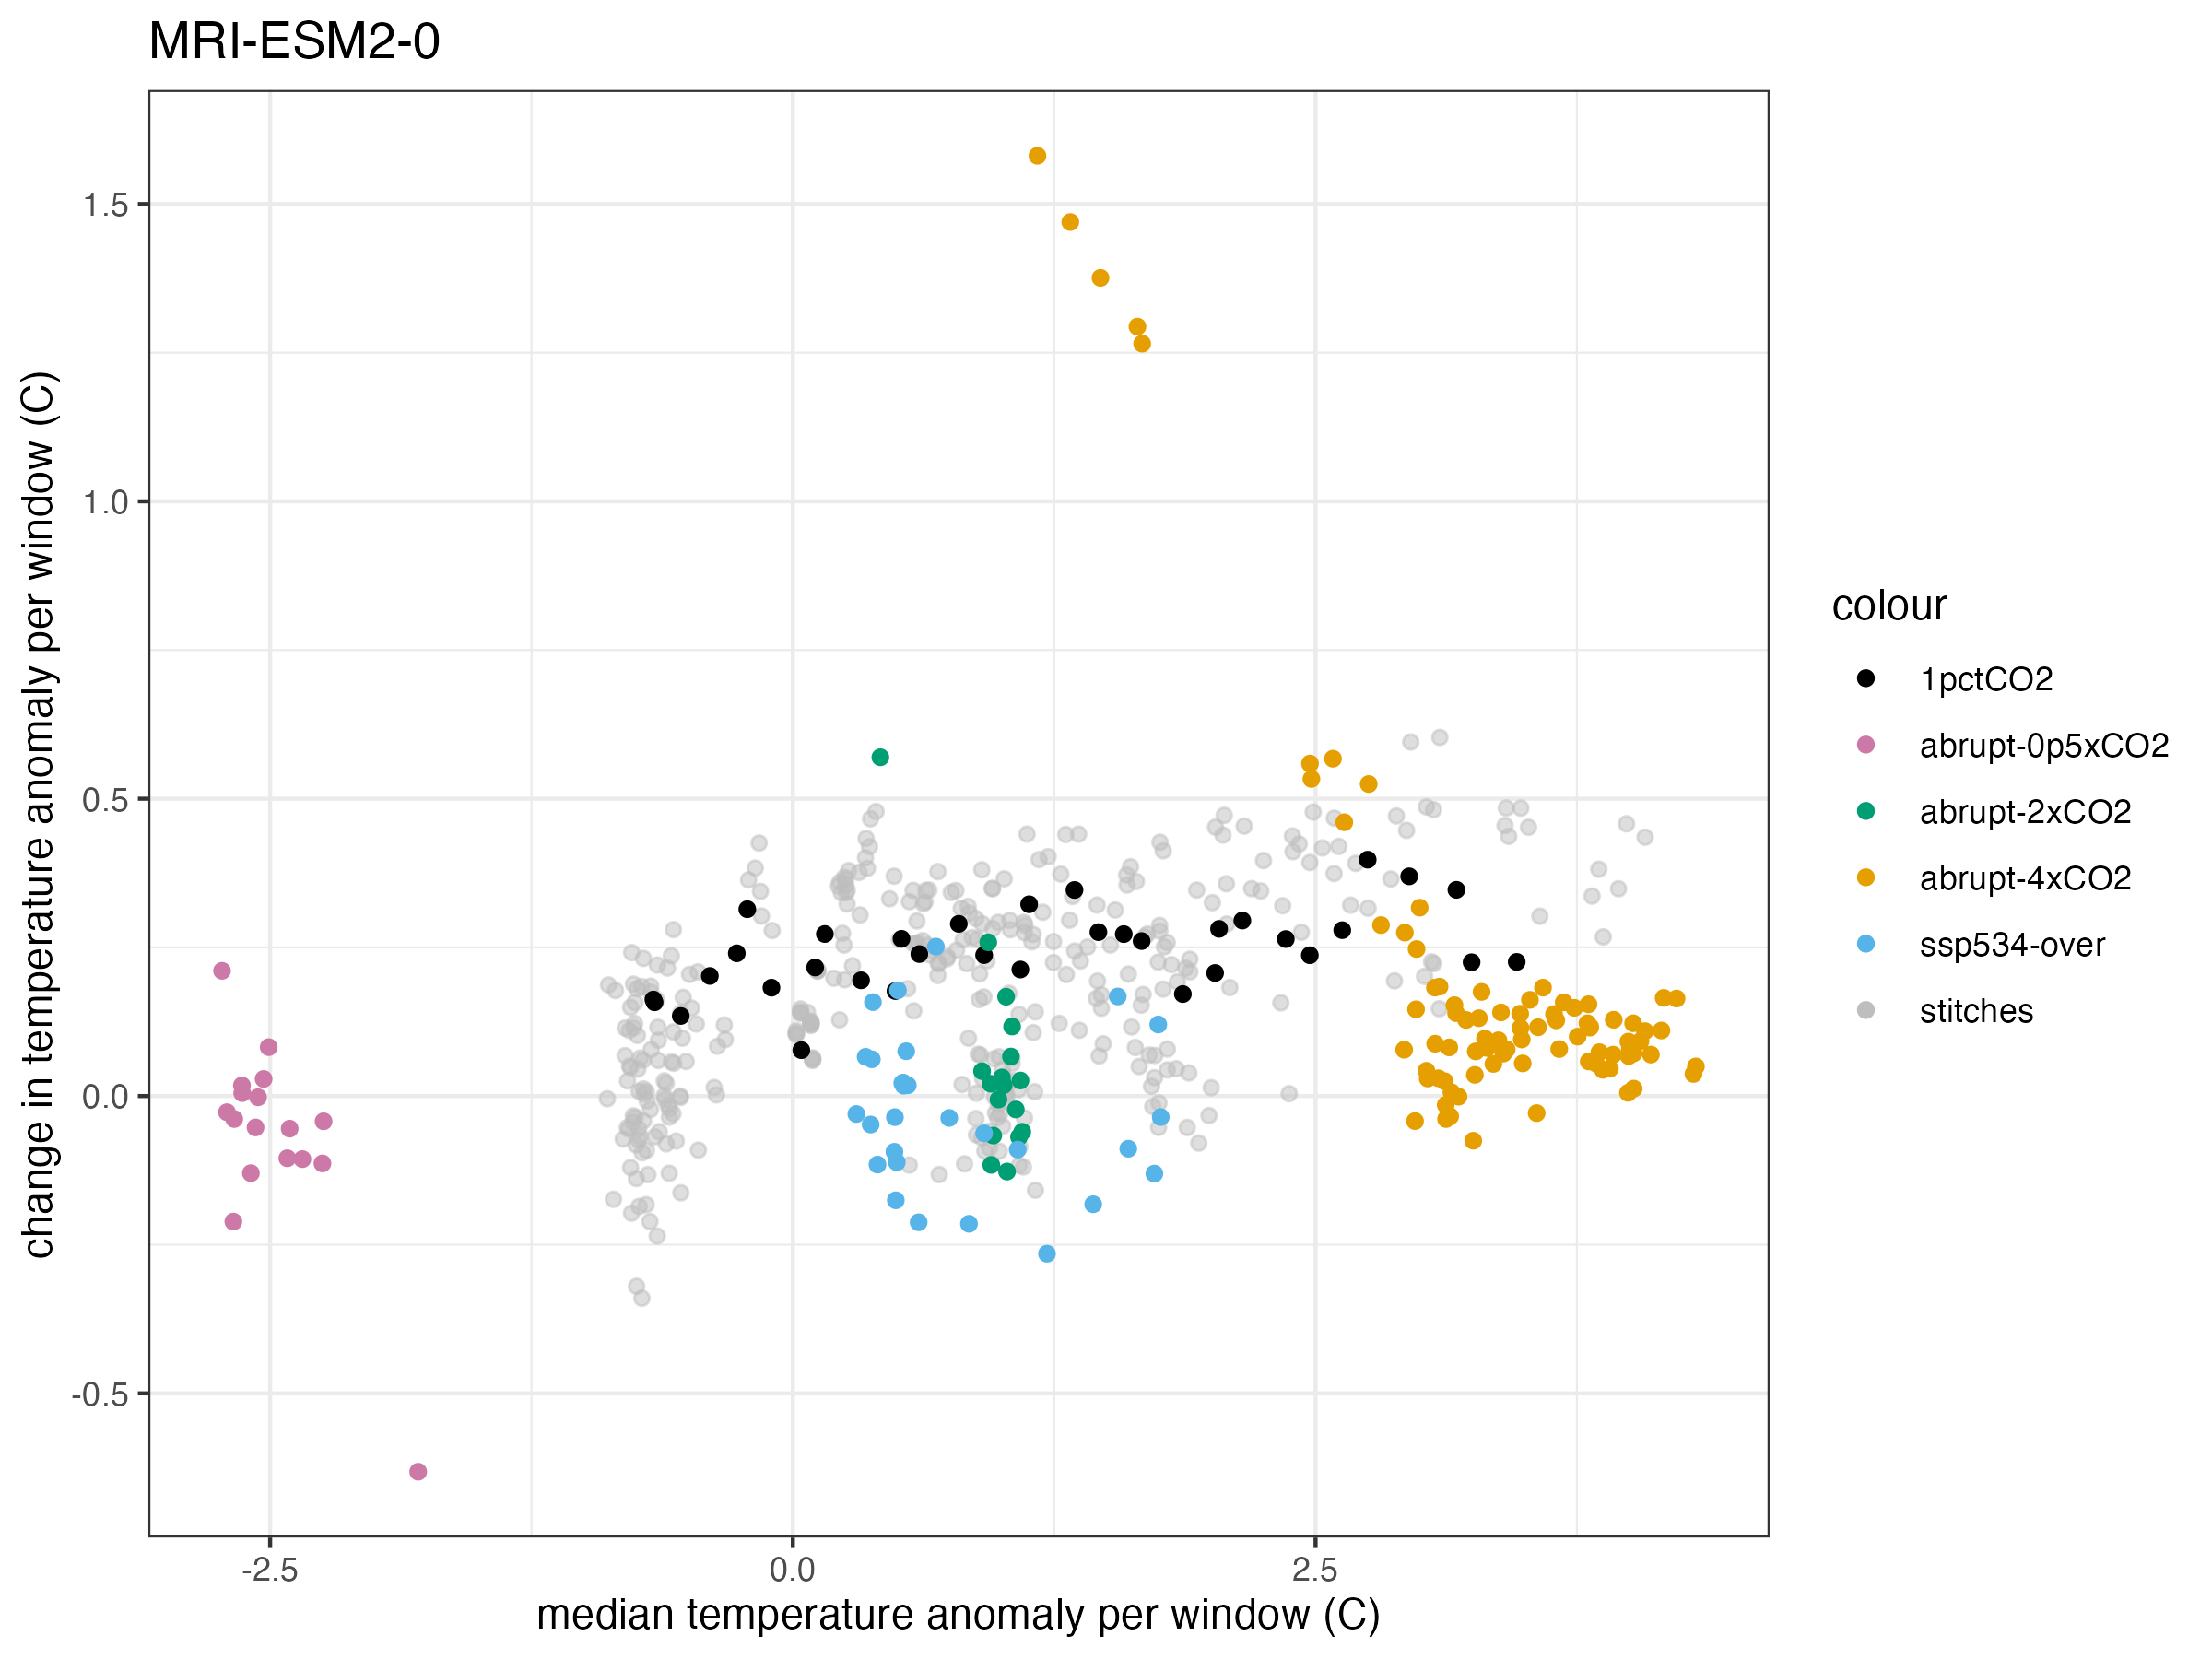 MRI-ESM2-0
change in temperature anomaly per window (C)
1.5
1.0
0.5
0.0
-0.5
-2.5
0.0
2.5
median temperature anomaly per window (C)
colour
1pctCO2
abrupt-0p5xCO2
abrupt-2xCO2
abrupt-4xCO2
ssp534-over
stitches